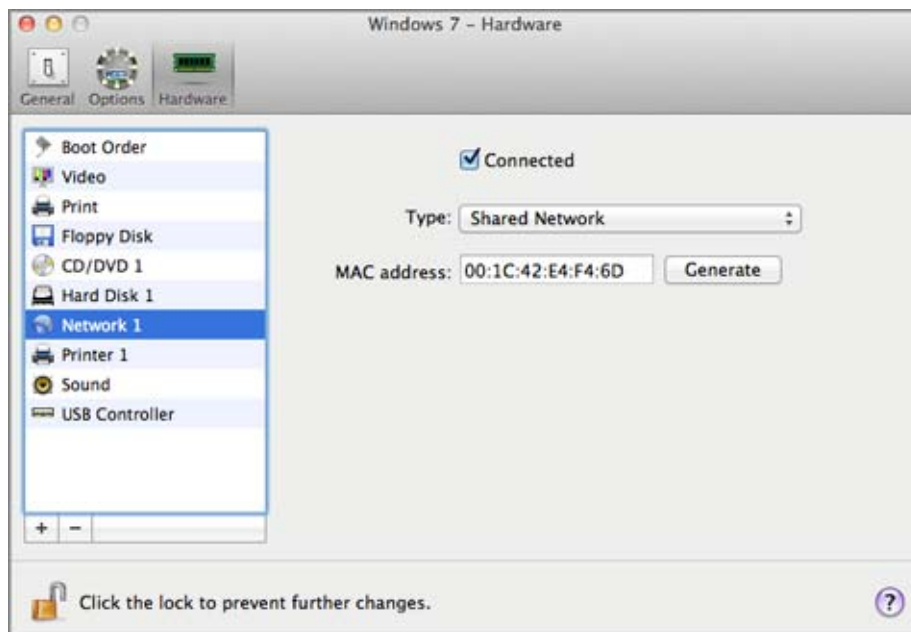 Windows 7 – Hardware
General Options Hardware
Boot Order
Video
Print
Floppy Disk
CD/DVD 1
Hard Disk 1
Network 1
Printer 1
Sound
USB Controller
+ −
Connected
Type: Shared Network
MAC address: 00:1C:42:E4:F4:6D Generate
Click the lock to prevent further changes.
?